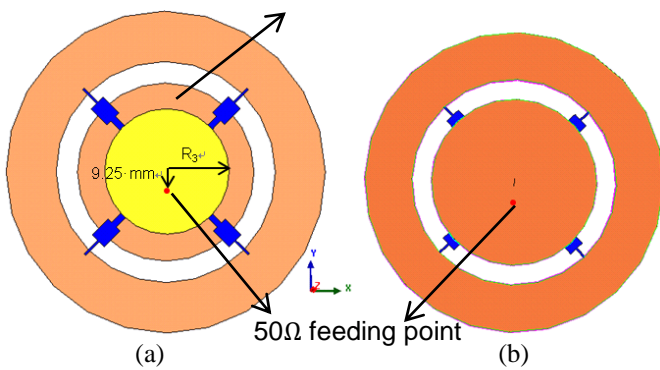 R₃↵
9.25·mm↵
Y
Z
X
50Ω feeding point
(a)
(b)